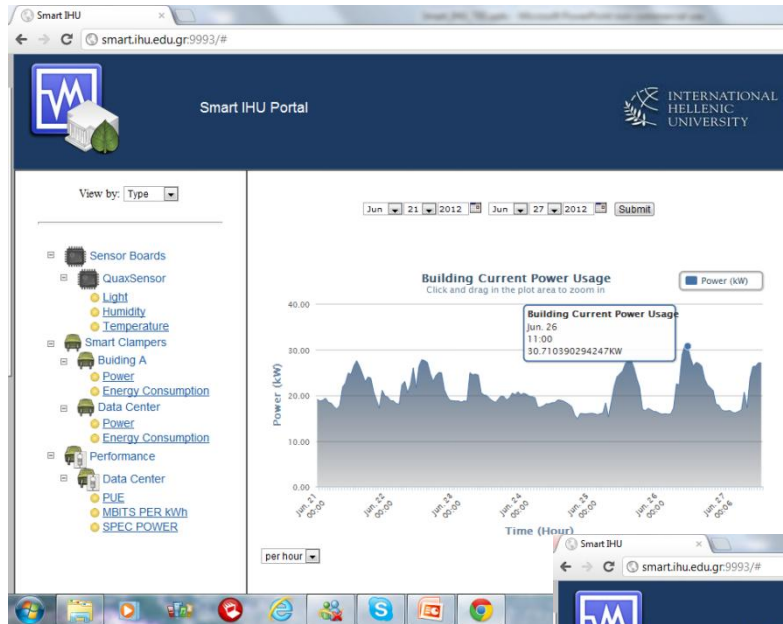 Smart IHU
smart.ihu.edu.gr:9993/#
Smart IHU Portal
INTERNATIONAL
HELLENIC
UNIVERSITY
View by: Type
Jun 21 2012 Jun 27 2012 Submit
Sensor Boards
QuaxSensor
Light
Humidity
Temperature
Smart Clampers
Buiding A
Power
Energy Consumption
Data Center
Power
Energy Consumption
Performance
Data Center
PUE
MBITS PER kWh
SPEC POWER
Building Current Power Usage
Click and drag in the plot area to zoom in
Power (kW)
Building Current Power Usage
Jun. 26
11:00
30.710390294247KW
40.00
30.00
20.00
10.00
0.00
Power (kW)
Jun. 21
00:00
Jun. 22
00:00
Jun. 23
00:00
Jun. 24
00:00
Jun. 25
00:00
Jun. 26
00:00
Jun. 27
00:06
Time (Hour)
per hour
Smart IHU
smart.ihu.edu.gr:9993/#